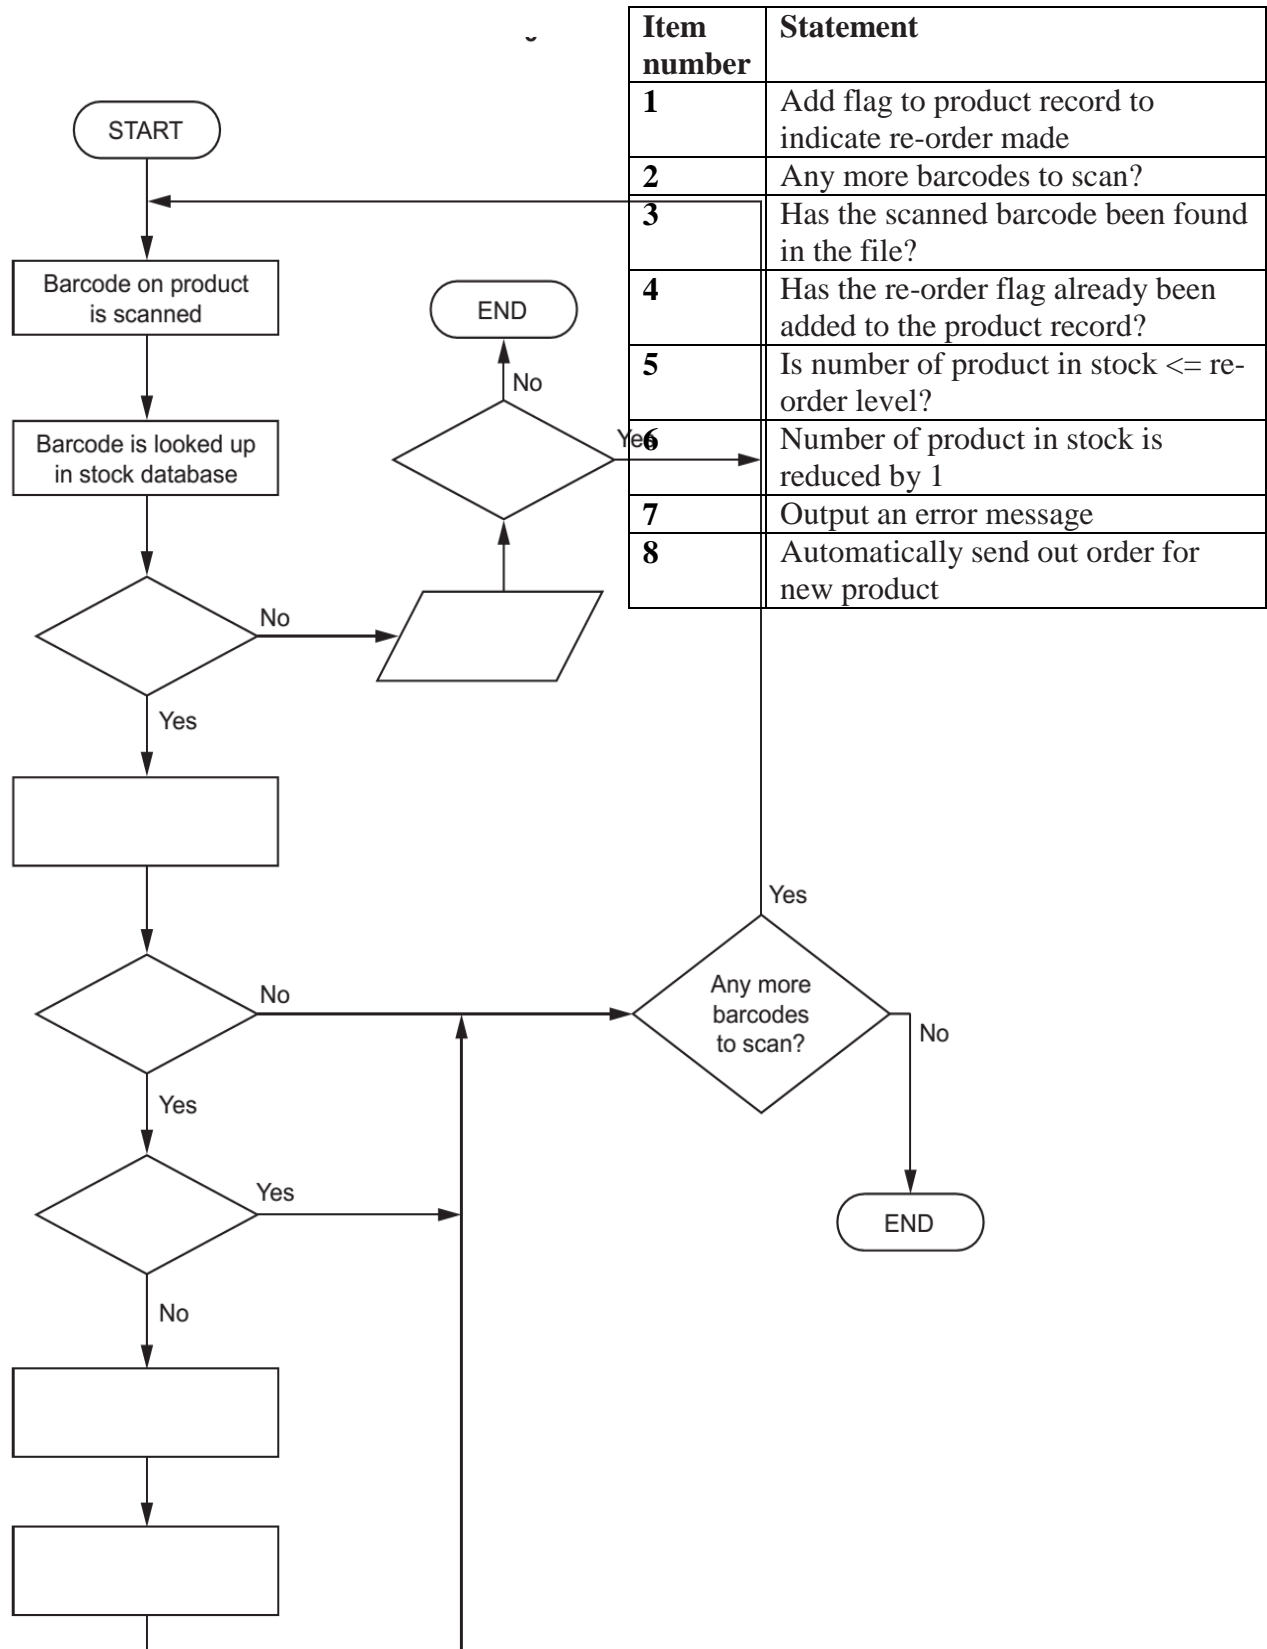 Item number
Statement
1
Add flag to product record to
indicate re-order made
2
Any more barcodes to scan?
3
Has the scanned barcode been found
in the file?
4
Has the re-order flag already been
added to the product record?
5
Is number of product in stock <= re-
order level?
6
Number of product in stock is
reduced by 1
7
Output an error message
8
Automatically send out order for
new product
START
Barcode on product
is scanned
Barcode is looked up
in stock database
No
END
No
Yes
Yes
No
Yes
Yes
No
Yes
Any more
barcodes
to scan?
No
END